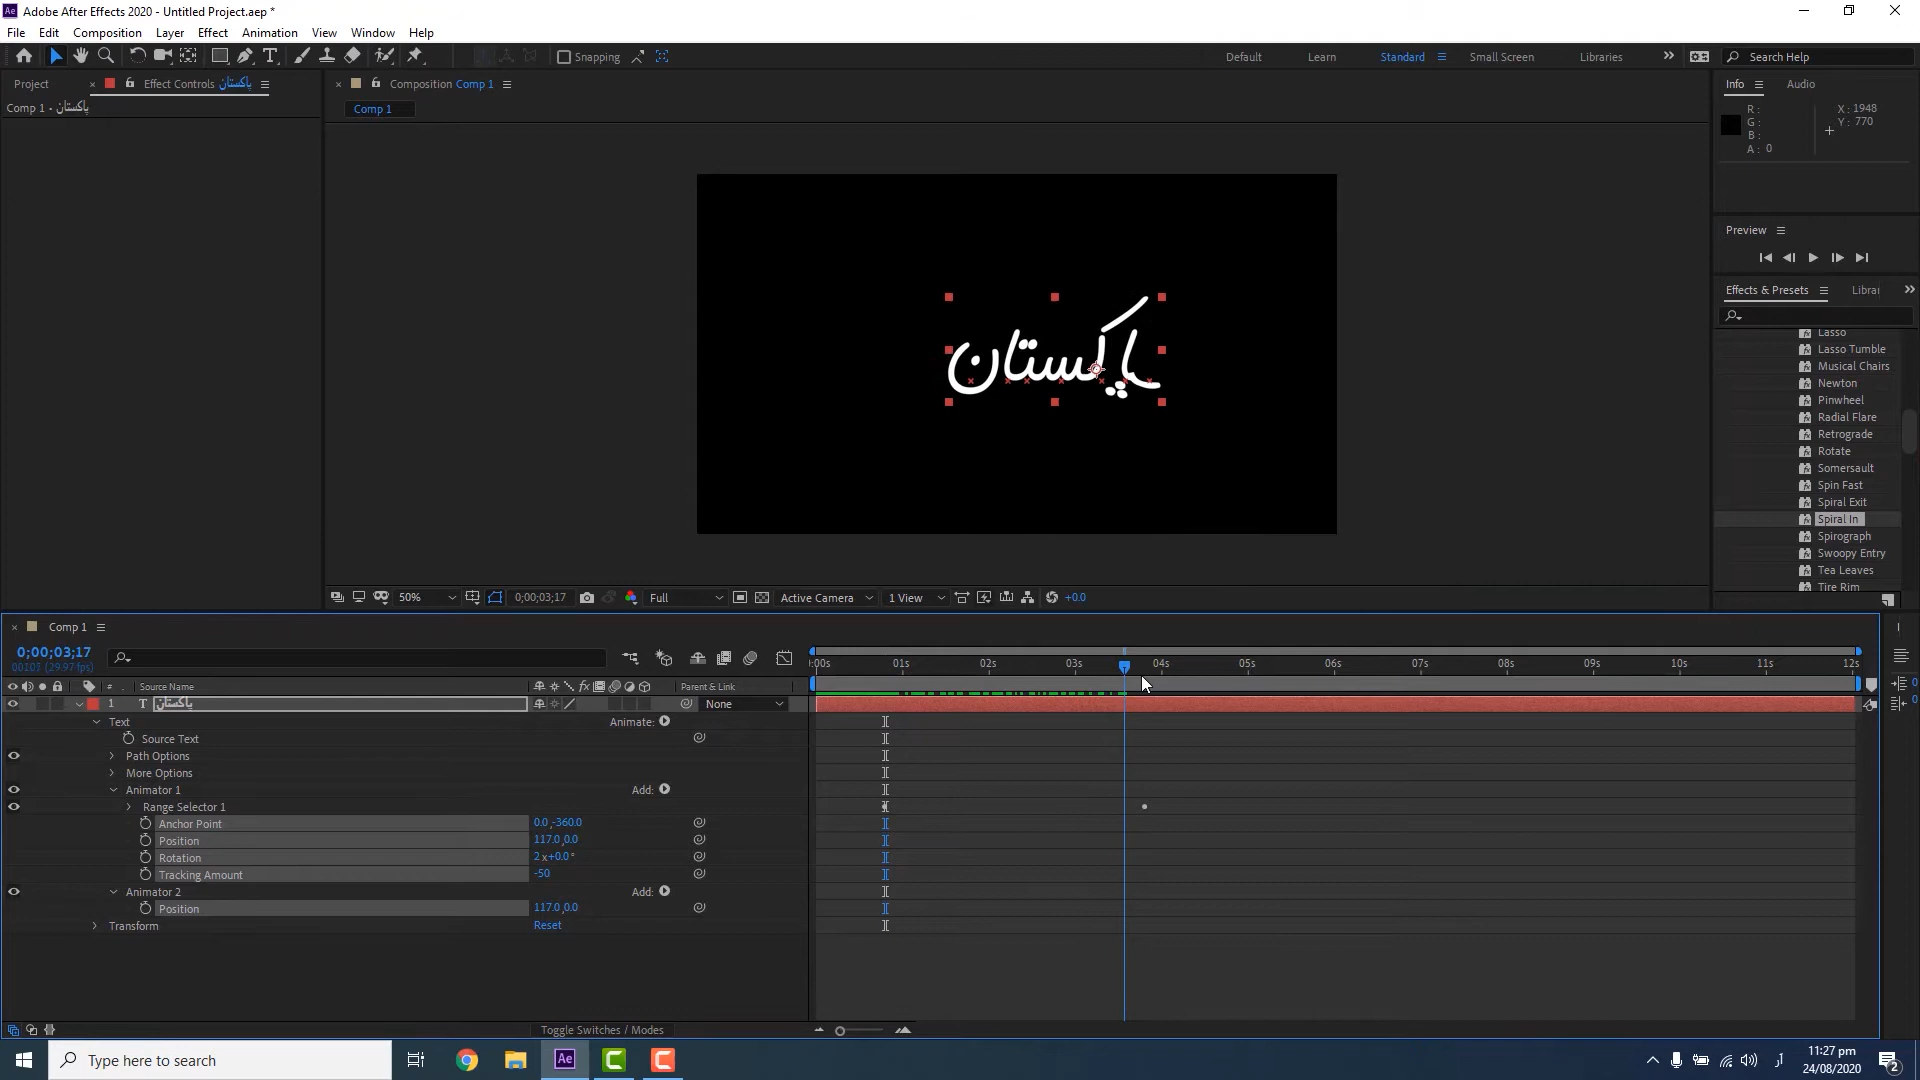 Adobe After Effects 2020 - Untitled Project.aep *
File Edit Composition Layer Effect Animation View Window Help
Snapping Default Learn Standard Small Screen Libraries Search Help
Project Effect Controls پاکستان Composition Comp 1 Info Audio
Comp 1 • پاکستان Comp 1
R : X : 1948
G : Y : 770
B :
A : 0
Preview
Effects & Presets Librar
پاکستان
Lasso
Lasso Tumble
Musical Chairs
Newton
Pinwheel
Radial Flare
Retrograde
Rotate
Somersault
Spin Fast
Spiral Exit
Spiral In
Spirograph
Swoopy Entry
Tea Leaves
Tire Rim
50% 0;00;03;17 Full Active Camera 1 View +0.0
Comp 1
0;00;03;17
00107 (29.97 fps)
:00s 01s 02s 03s 04s 05s 06s 07s 08s 09s 10s 11s 12s
# Source Name Parent & Link
1 T پاکستان None
Text Animate:
Source Text
Path Options
More Options
Animator 1 Add:
Range Selector 1
Anchor Point 0.0,-360.0
Position 117.0,0.0
Rotation 2x+0.0°
Tracking Amount -50
Animator 2 Add:
Position 117.0,0.0
Transform Reset
Toggle Switches / Modes
Type here to search
11:27 pm
24/08/2020
2